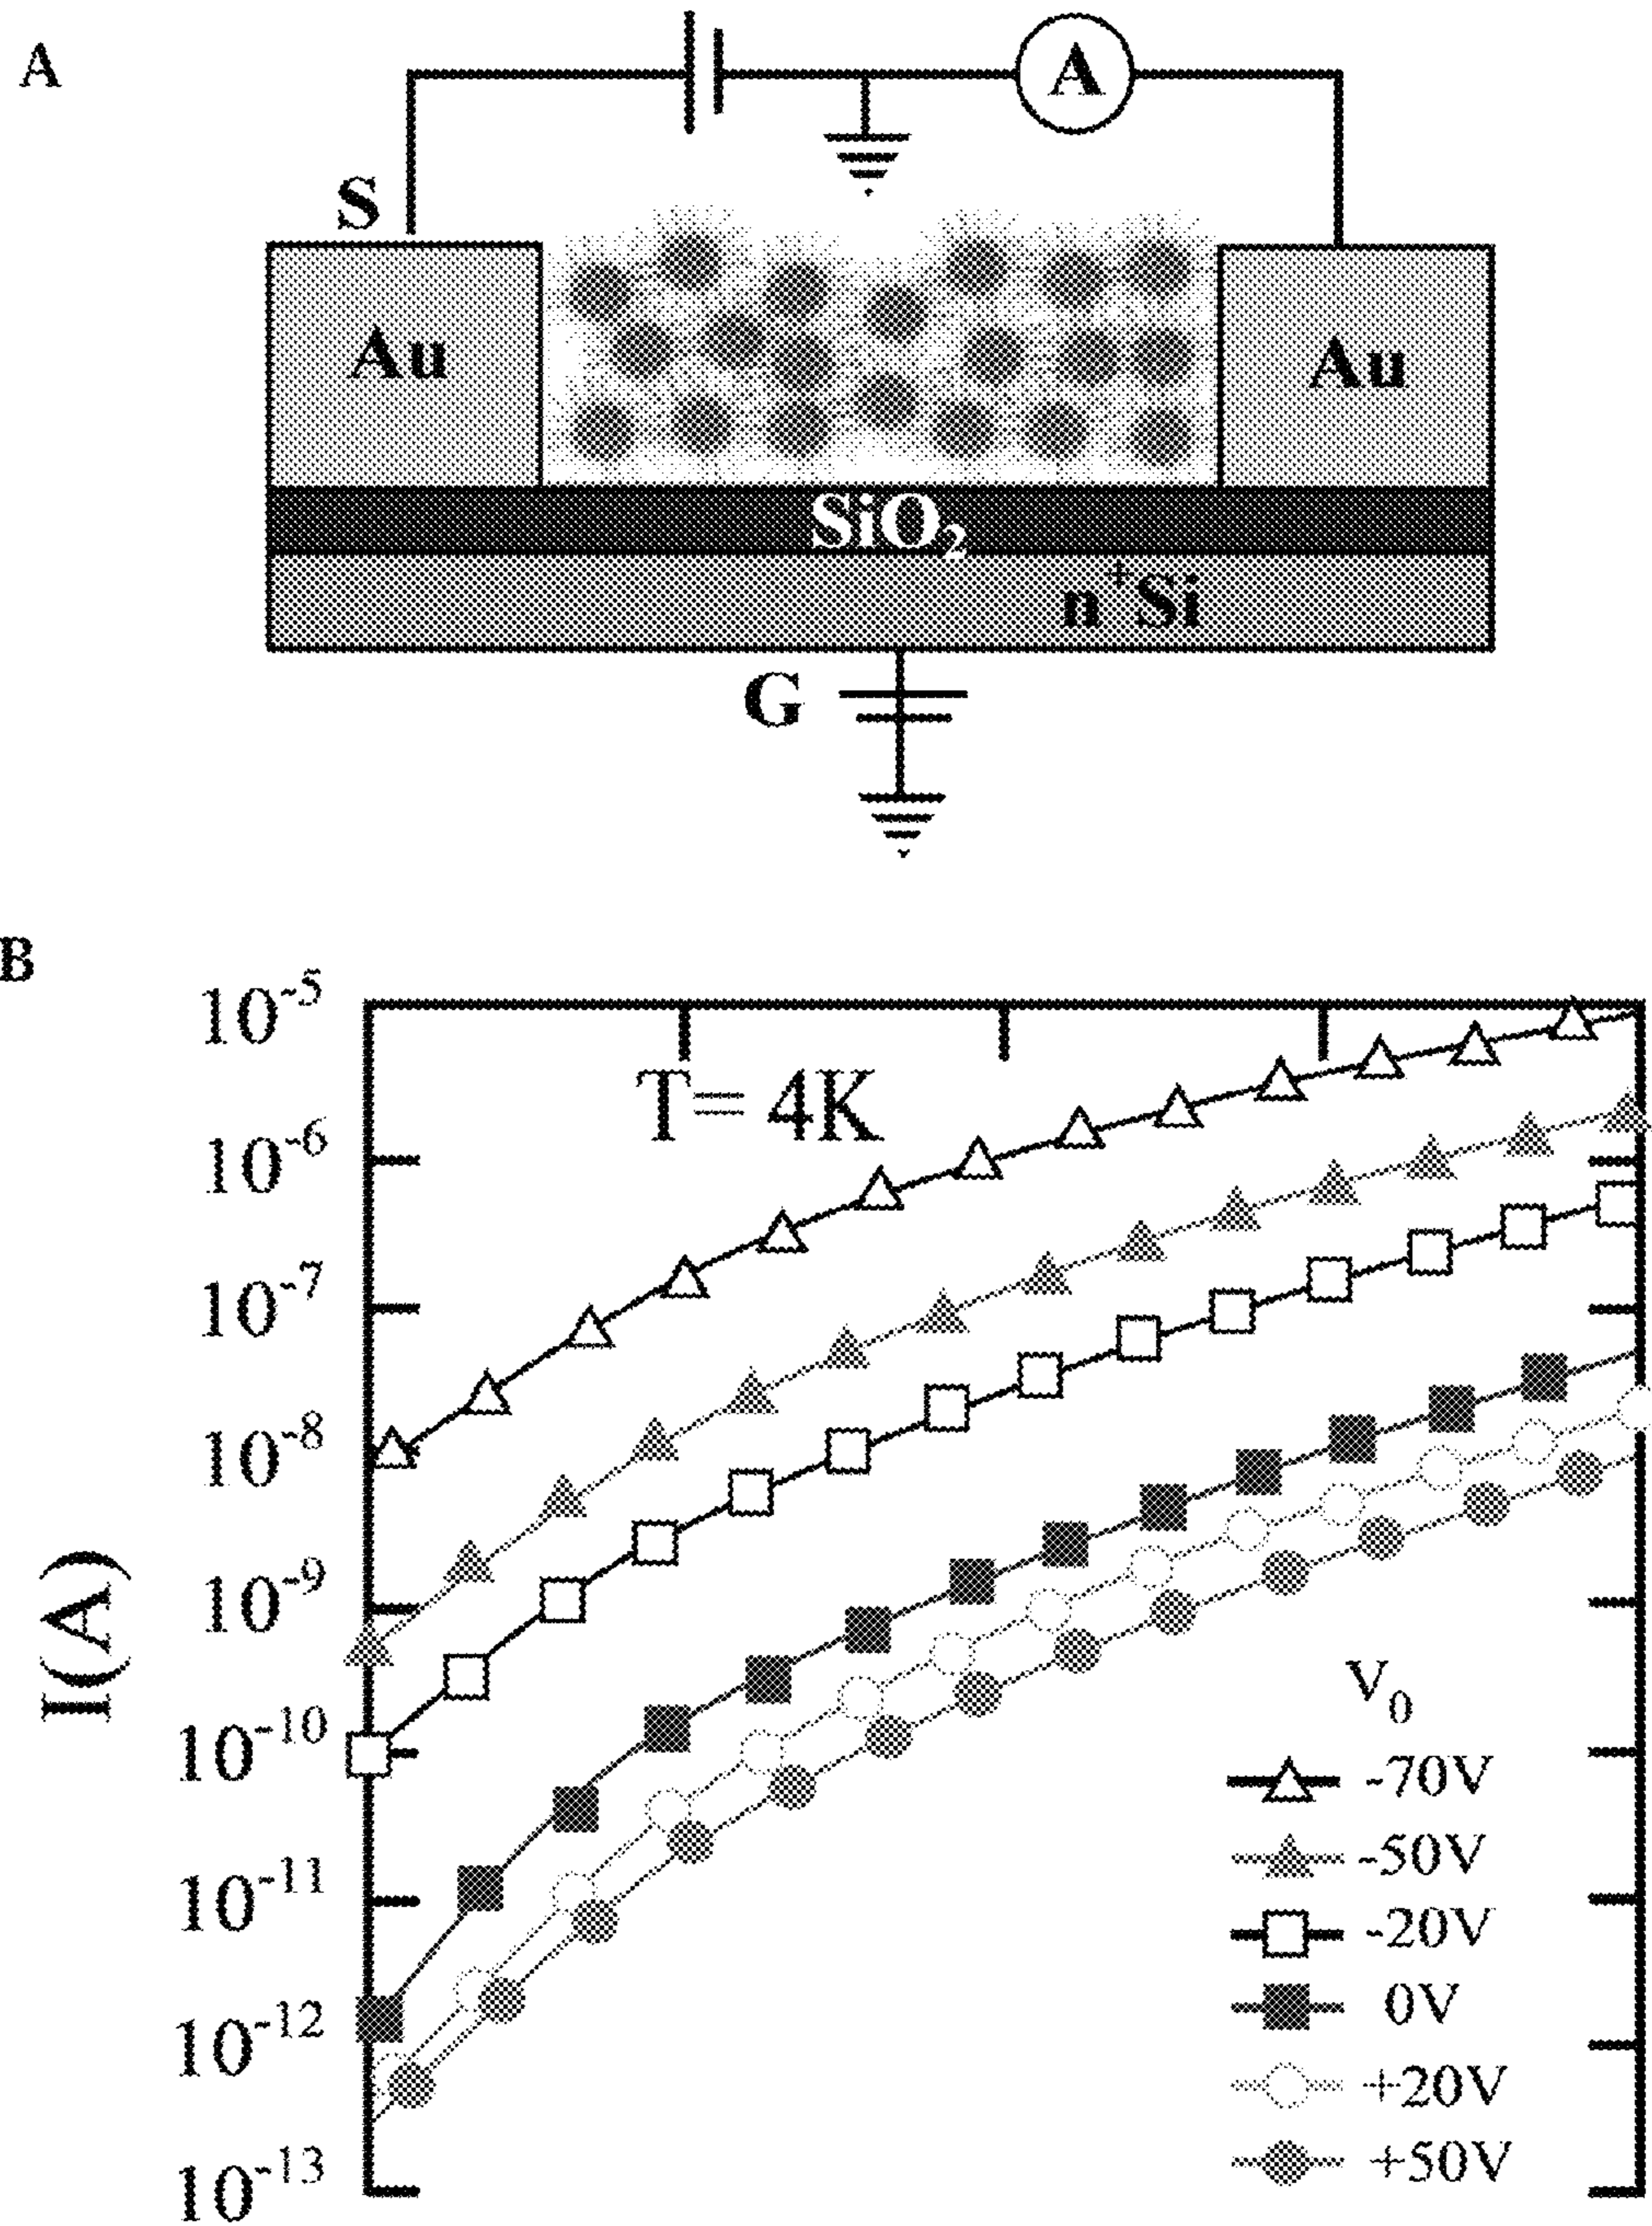 A
A
S
Au
Au
SiO₂
n⁺Si
G
B
10⁻⁵
T= 4K
10⁻⁶
10⁻⁷
10⁻⁸
10⁻⁹
10⁻¹⁰
10⁻¹¹
10⁻¹²
10⁻¹³
I(A)
V₀
-70V
-50V
-20V
0V
+20V
+50V